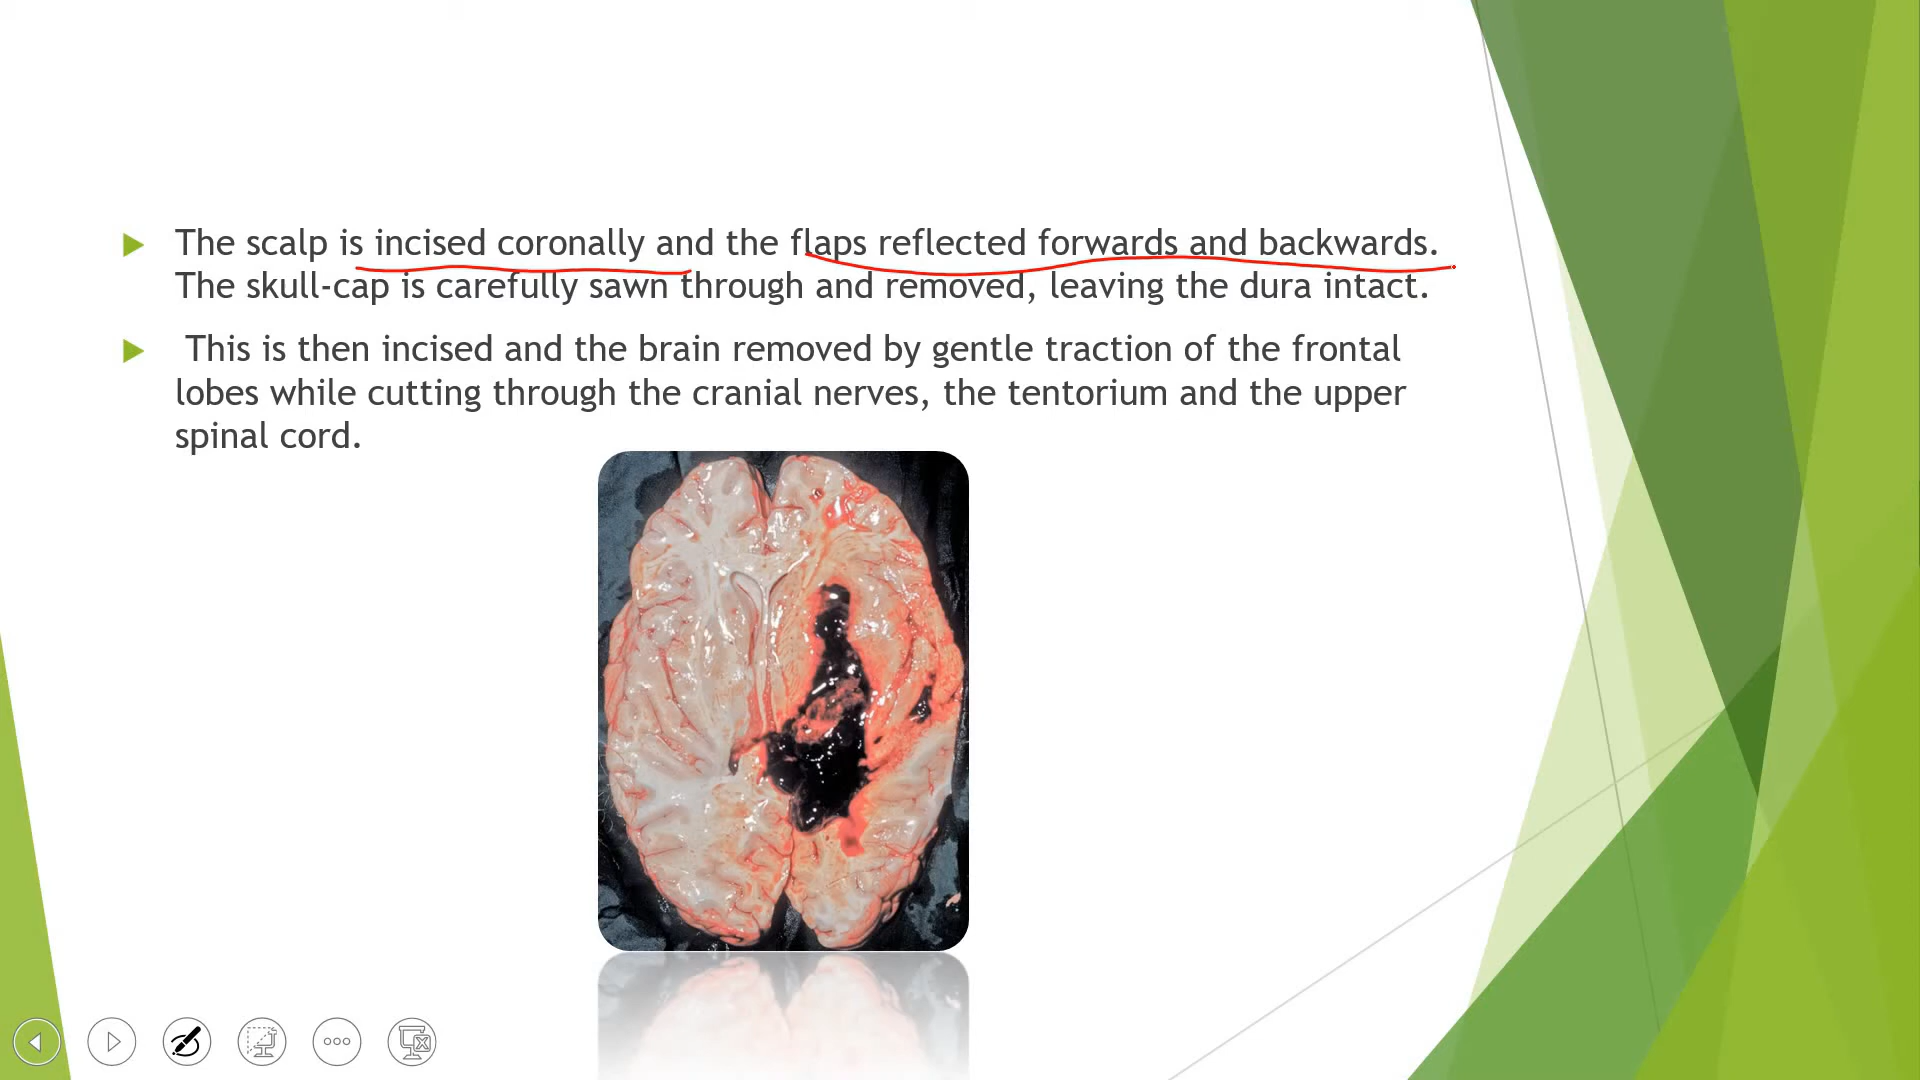 The scalp is incised coronally and the flaps reflected forwards and backwards.
The skull-cap is carefully sawn through and removed, leaving the dura intact.
This is then incised and the brain removed by gentle traction of the frontal
lobes while cutting through the cranial nerves, the tentorium and the upper
spinal cord.